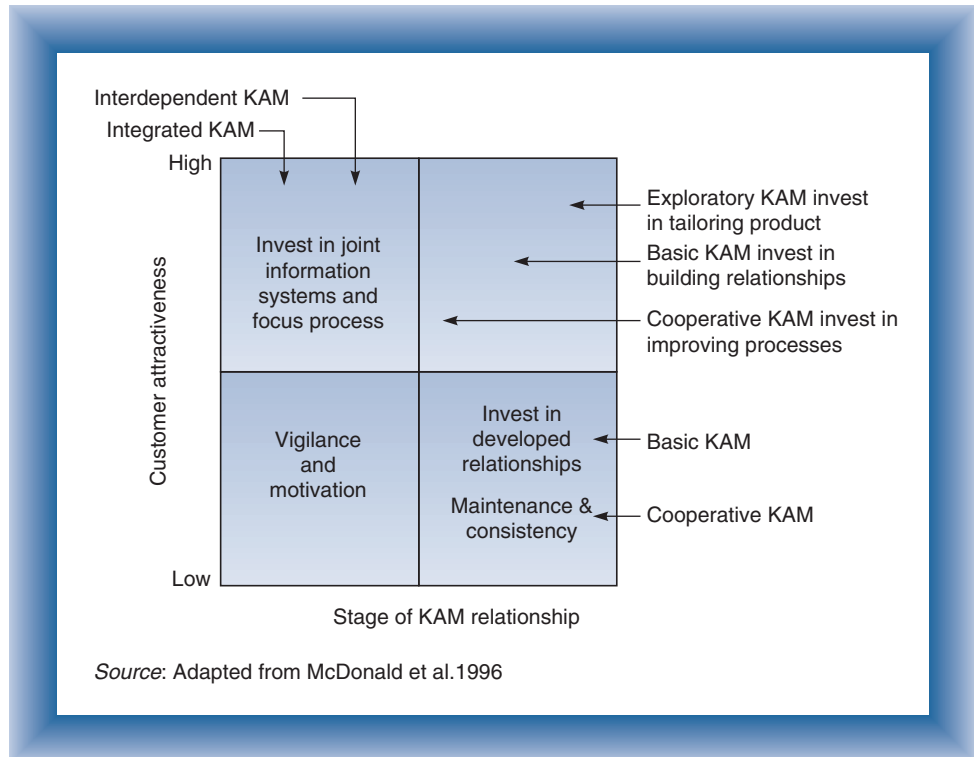 Interdependent KAM
Integrated KAM
High
Exploratory KAM invest
in tailoring product
Invest in joint
information
systems and
focus process
Basic KAM invest in
building relationships
Cooperative KAM invest in
improving processes
Customer attractiveness
Vigilance
and
motivation
Invest in
developed
relationships
Basic KAM
Maintenance &
consistency
Cooperative KAM
Low
Stage of KAM relationship
Source: Adapted from McDonald et al.1996